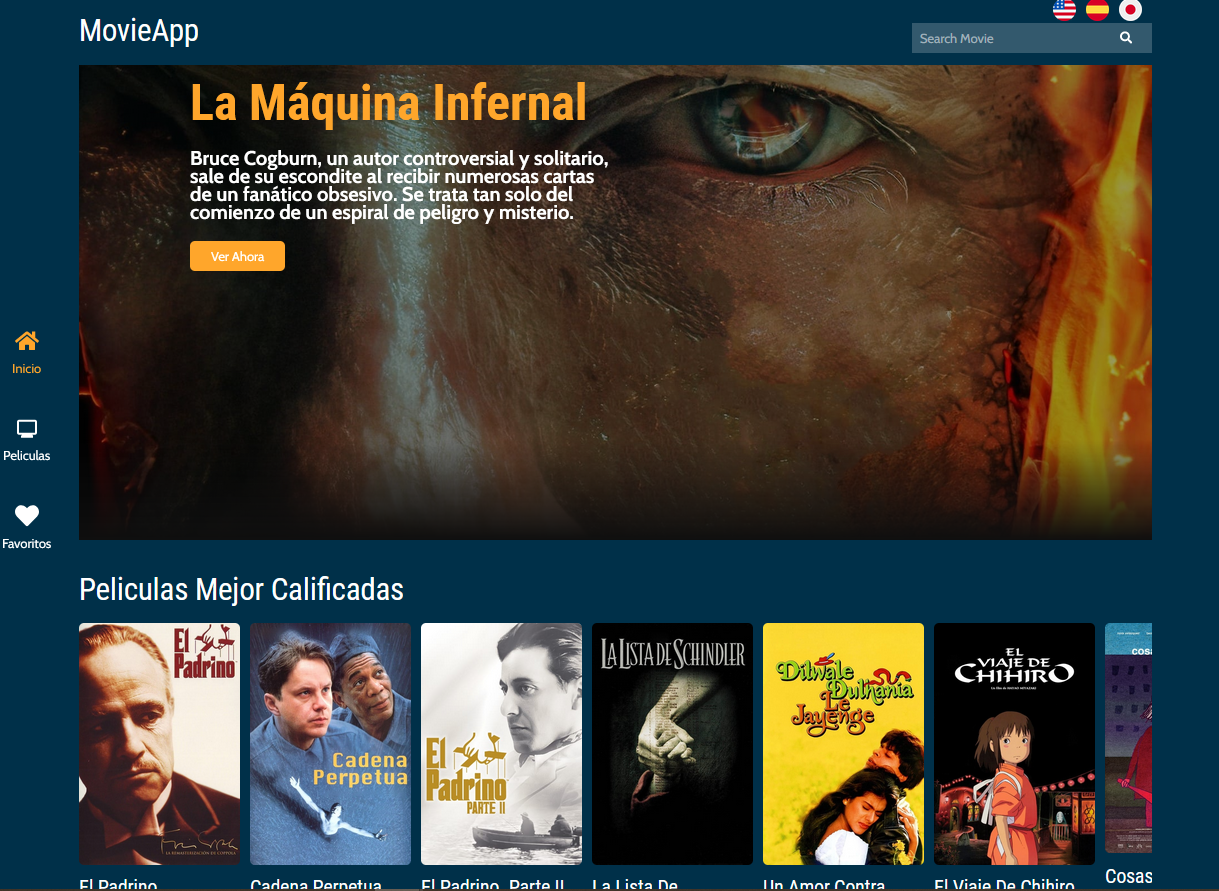 MovieApp
Search Movie
La Máquina Infernal
Bruce Cogburn, un autor controversial y solitario,
sale de su escondite al recibir numerosas cartas
de un fanático obsesivo. Se trata tan solo del
comienzo de un espiral de peligro y misterio.
Ver Ahora
Inicio
Peliculas
Favoritos
Peliculas Mejor Calificadas
El
Padrino
Cadena
Perpetua
El
Padrino
PARTE II
LA LISTA DE SCHINDLER
Dilwale
Dulhania
Le
Jayenge
EL
VIAJE DE
CHIHIRO
cosa
El Padrino
Cadena Perpetua
El Padrino. Parte II
La Lista De
Un Amor Contra
El Viaje De Chihiro
Cosas